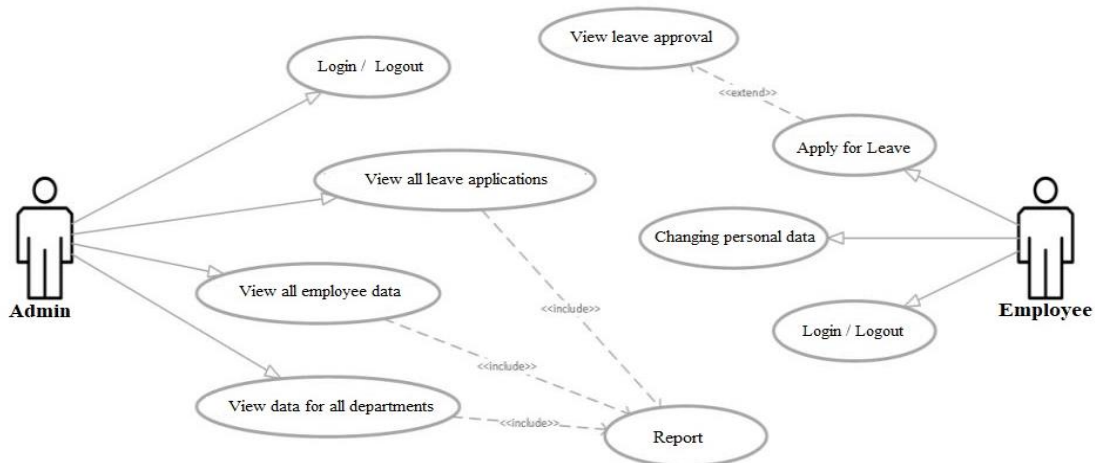 View leave approval
Login / Logout
<<extend>>
Apply for Leave
View all leave applications
Changing personal data
View all employee data
Admin
<<include>>
Employee
Login / Logout
<<include>>
View data for all departments
<<include>>
Report